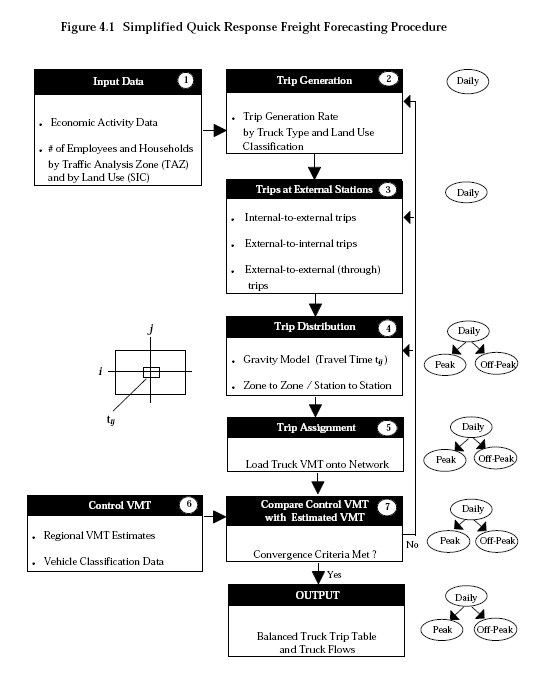 Figure 4.1 Simplified Quick Response Freight Forecasting Procedure
Input Data 1
• Economic Activity Data
• # of Employees and Households
by Traffic Analysis Zone (TAZ)
and by Land Use (SIC)
Trip Generation 2
• Trip Generation Rate
by Truck Type and Land Use
Classification
Daily
Trips at External Stations 3
• Internal-to-external trips
• External-to-internal trips
• External-to-external (through)
trips
Daily
j
i
tij
Trip Distribution 4
• Gravity Model (Travel Time tij)
• Zone to Zone / Station to Station
Daily
Peak
Off-Peak
Trip Assignment 5
Load Truck VMT onto Network
Daily
Peak
Off-Peak
Control VMT 6
• Regional VMT Estimates
• Vehicle Classification Data
Compare Control VMT 7
with Estimated VMT
Convergence Criteria Met ?
No
Daily
Peak
Off-Peak
Yes
OUTPUT
Balanced Truck Trip Table
and Truck Flows
Daily
Peak
Off-Peak